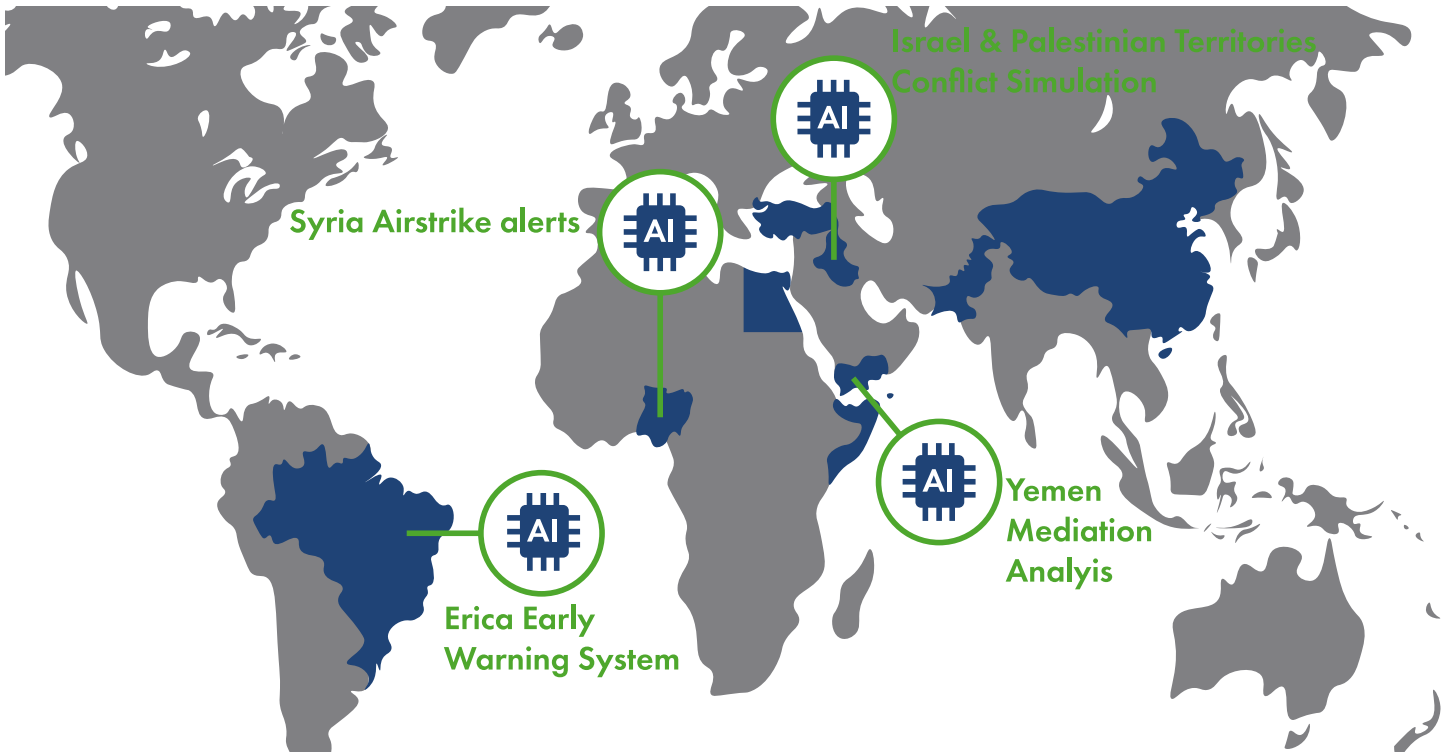 Israel & Palestinian Territories
Conflict Simulation
AI
Syria Airstrike alerts
AI
AI
Yemen
Mediation
Analyis
AI
Erica Early
Warning System